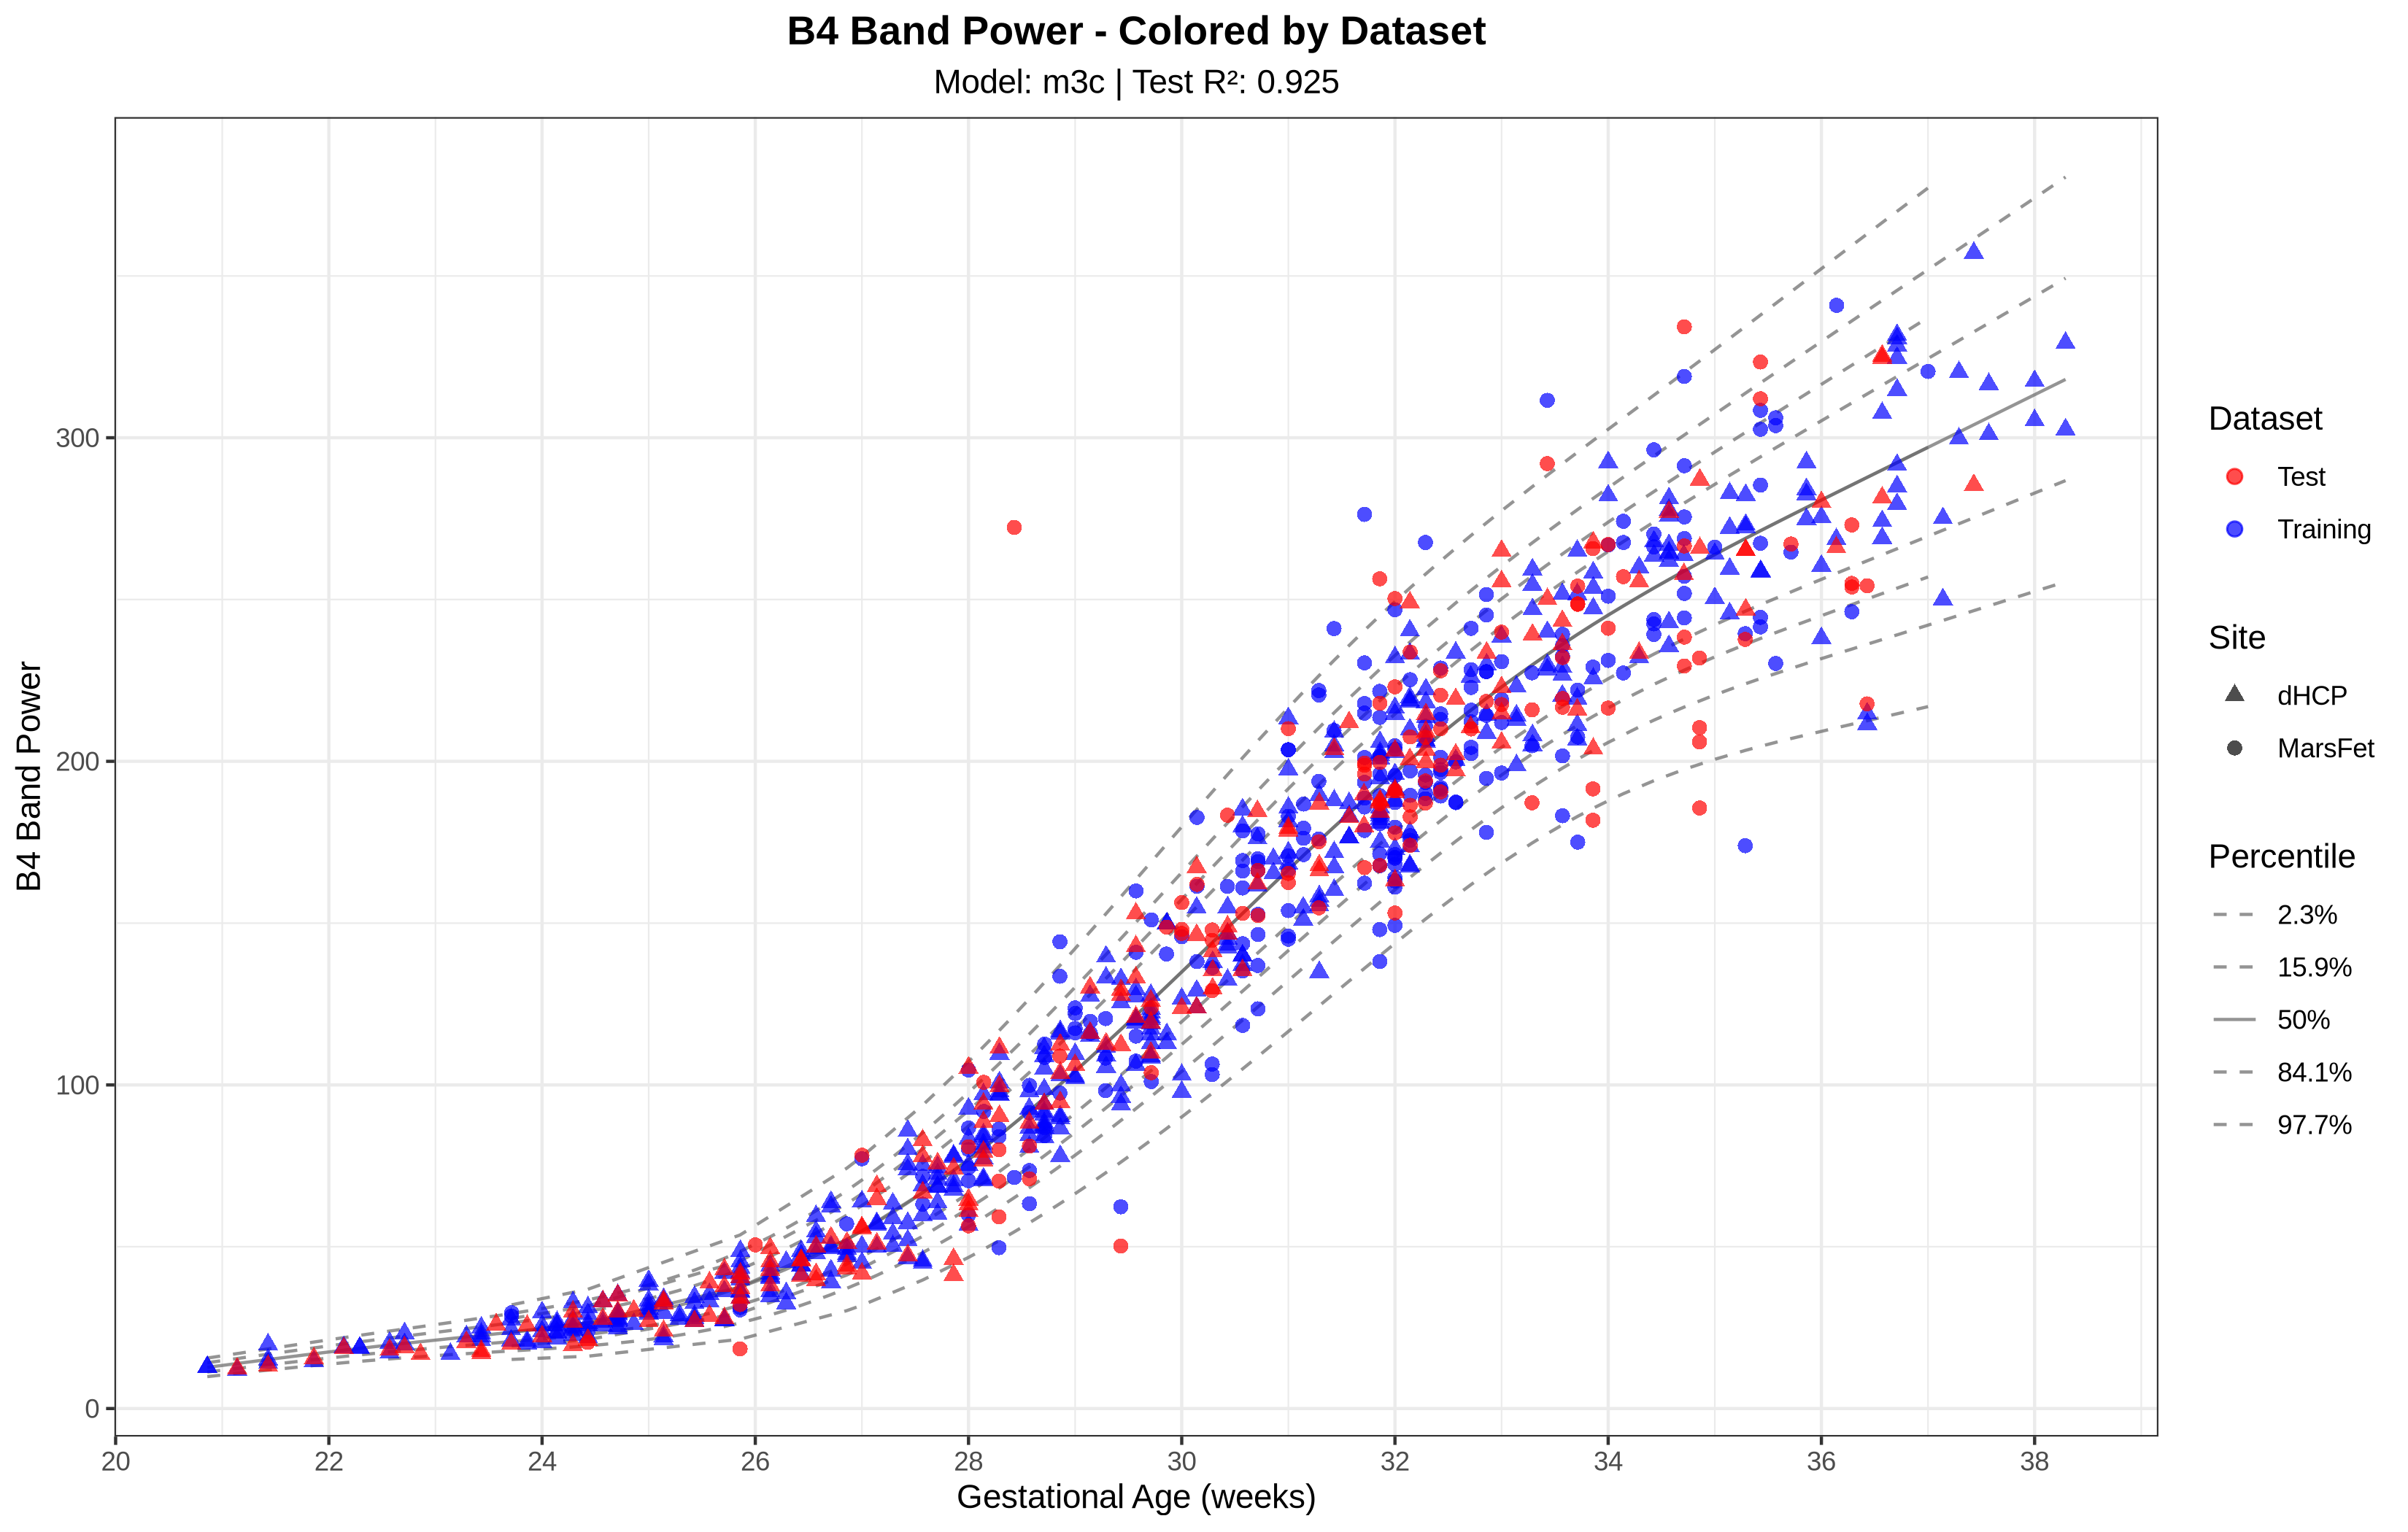 B4 Band Power - Colored by Dataset
Model: m3c | Test R²: 0.925
B4 Band Power
300
200
100
0
20 22 24 26 28 30 32 34 36 38
Gestational Age (weeks)
Dataset
Test
Training
Site
dHCP
MarsFet
Percentile
2.3%
15.9%
50%
84.1%
97.7%